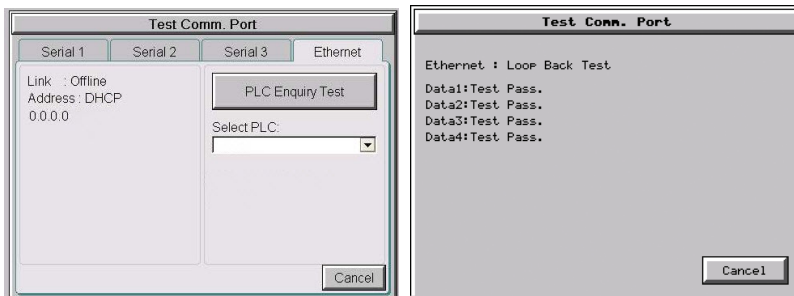 Test Comm. Port
Serial 1 Serial 2 Serial 3 Ethernet
Link : Offline
Address : DHCP
0.0.0.0
PLC Enquiry Test
Select PLC:
Cancel
Test Comm. Port
Ethernet : Loop Back Test
Data1:Test Pass.
Data2:Test Pass.
Data3:Test Pass.
Data4:Test Pass.
Cancel